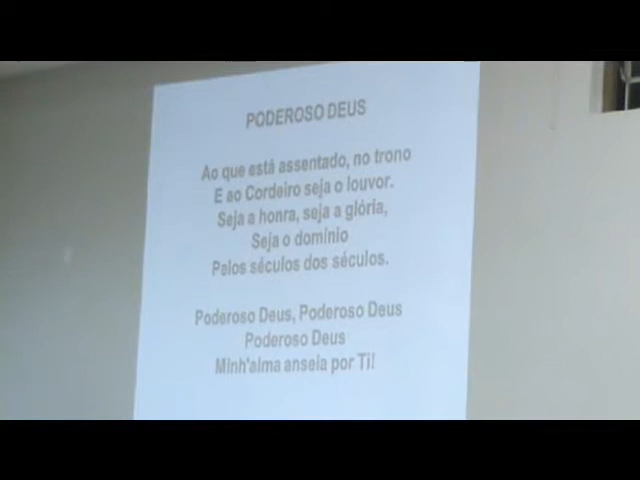 PODEROSO DEUS
Ao que está assentado, no trono
E ao Cordeiro seja o louvor.
Seja a honra, seja a glória,
Seja o domínio
Pelos séculos dos séculos.
Poderoso Deus, Poderoso Deus
Poderoso Deus
Minh'alma anseia por Ti!